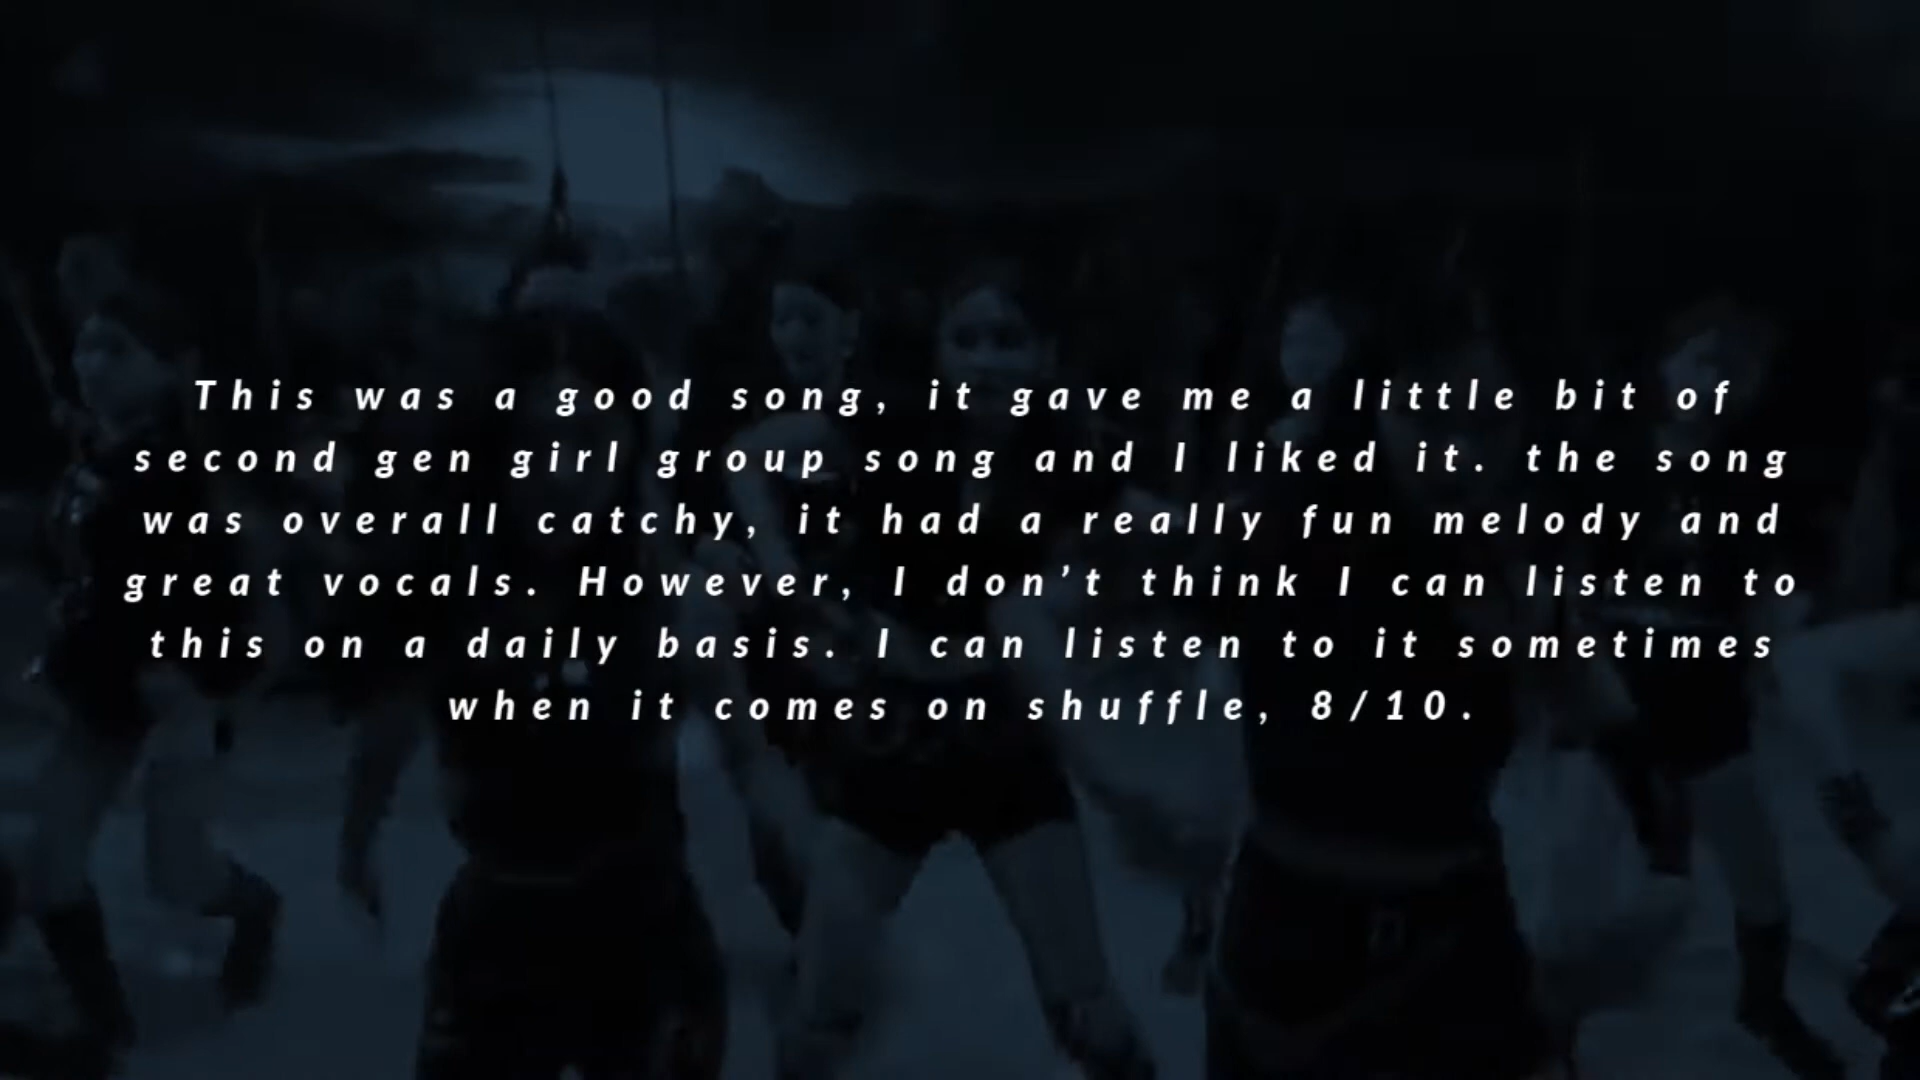 This was a good song, it gave me a little bit of
second gen girl group song and I liked it. the song
was overall catchy, it had a really fun melody and
great vocals. However, I don’t think I can listen to
this on a daily basis. I can listen to it sometimes
when it comes on shuffle, 8/10.